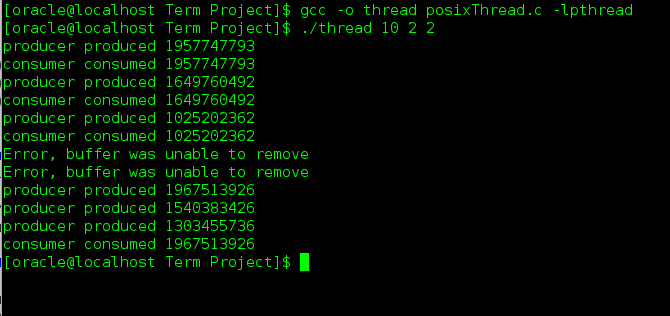 [oracle@localhost Term Project]$ gcc -o thread posixThread.c -lpthread
[oracle@localhost Term Project]$ ./thread 10 2 2
producer produced 1957747793
consumer consumed 1957747793
producer produced 1649760492
consumer consumed 1649760492
producer produced 1025202362
consumer consumed 1025202362
Error, buffer was unable to remove
Error, buffer was unable to remove
producer produced 1967513926
producer produced 1540383426
producer produced 1303455736
consumer consumed 1967513926
[oracle@localhost Term Project]$